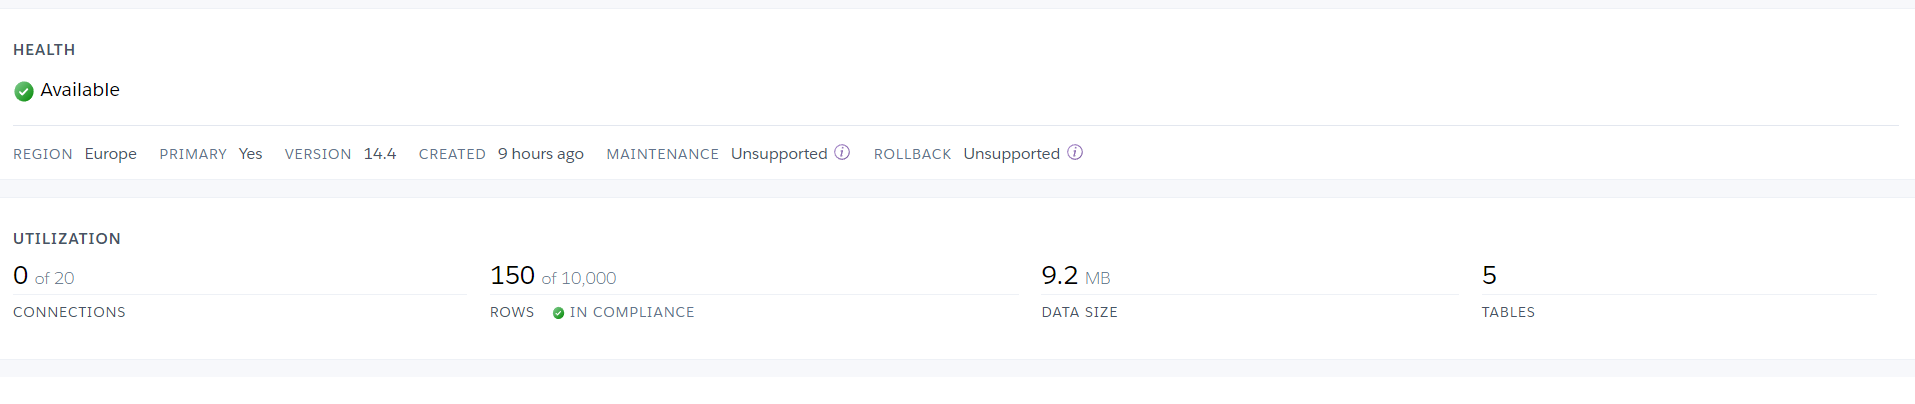 HEALTH
Available
REGION Europe PRIMARY Yes VERSION 14.4 CREATED 9 hours ago MAINTENANCE Unsupported ROLLBACK Unsupported
UTILIZATION
0 of 20 150 of 10,000 9.2 MB 5
CONNECTIONS ROWS IN COMPLIANCE DATA SIZE TABLES